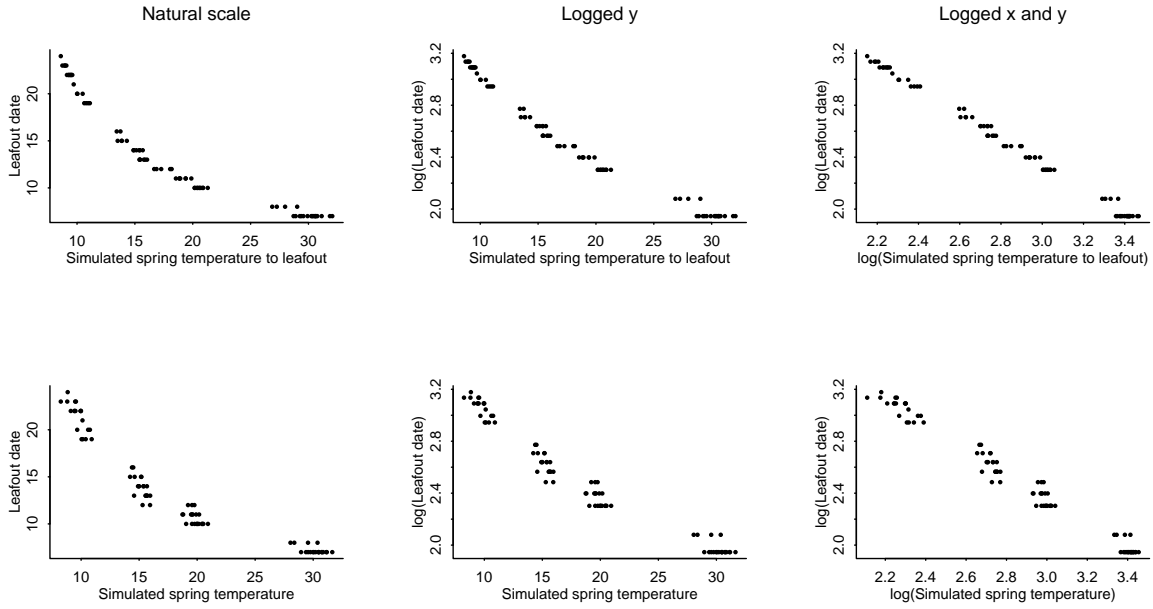 Natural scale
Logged y
Logged x and y
Leafout date
20
15
10
10 15 20 25 30
Simulated spring temperature to leafout
log(Leafout date)
3.2
2.8
2.4
2.0
10 15 20 25 30
Simulated spring temperature to leafout
log(Leafout date)
3.2
2.8
2.4
2.0
2.2 2.6 3.0 3.4
log(Simulated spring temperature to leafout)
Leafout date
20
15
10
10 15 20 25 30
Simulated spring temperature
log(Leafout date)
3.2
2.8
2.4
2.0
10 15 20 25 30
Simulated spring temperature
log(Leafout date)
3.2
2.8
2.4
2.0
2.2 2.4 2.6 2.8 3.0 3.2 3.4
log(Simulated spring temperature)